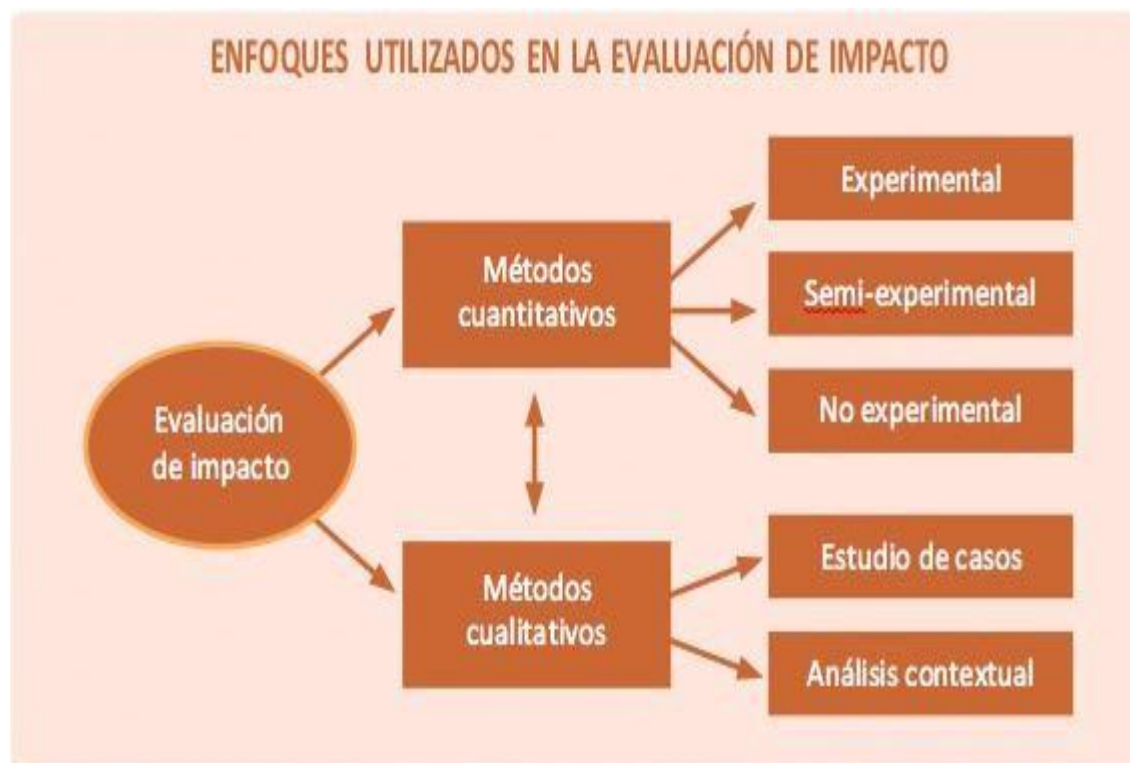 ENFOQUES UTILIZADOS EN LA EVALUACIÓN DE IMPACTO
Evaluación
de impacto
Métodos
cuantitativos
Experimental
Semi-experimental
No experimental
Métodos
cualitativos
Estudio de casos
Análisis contextual